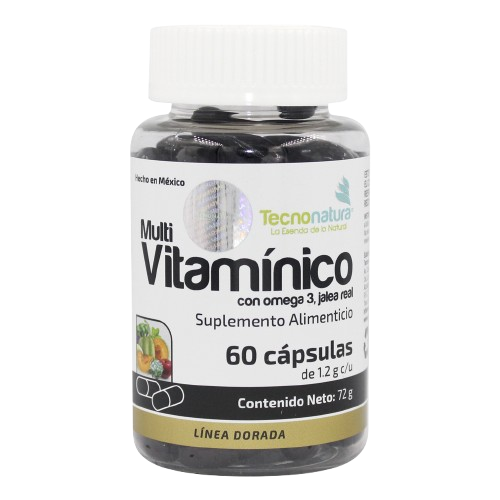 Hecho en México
Tecnonatura®
La Esencia de lo Natural
Multi
Vitamínico
con omega 3, jalea real
Suplemento Alimenticio
60 cápsulas
de 1.2 g c/u
Contenido Neto: 72 g
LÍNEA DORADA